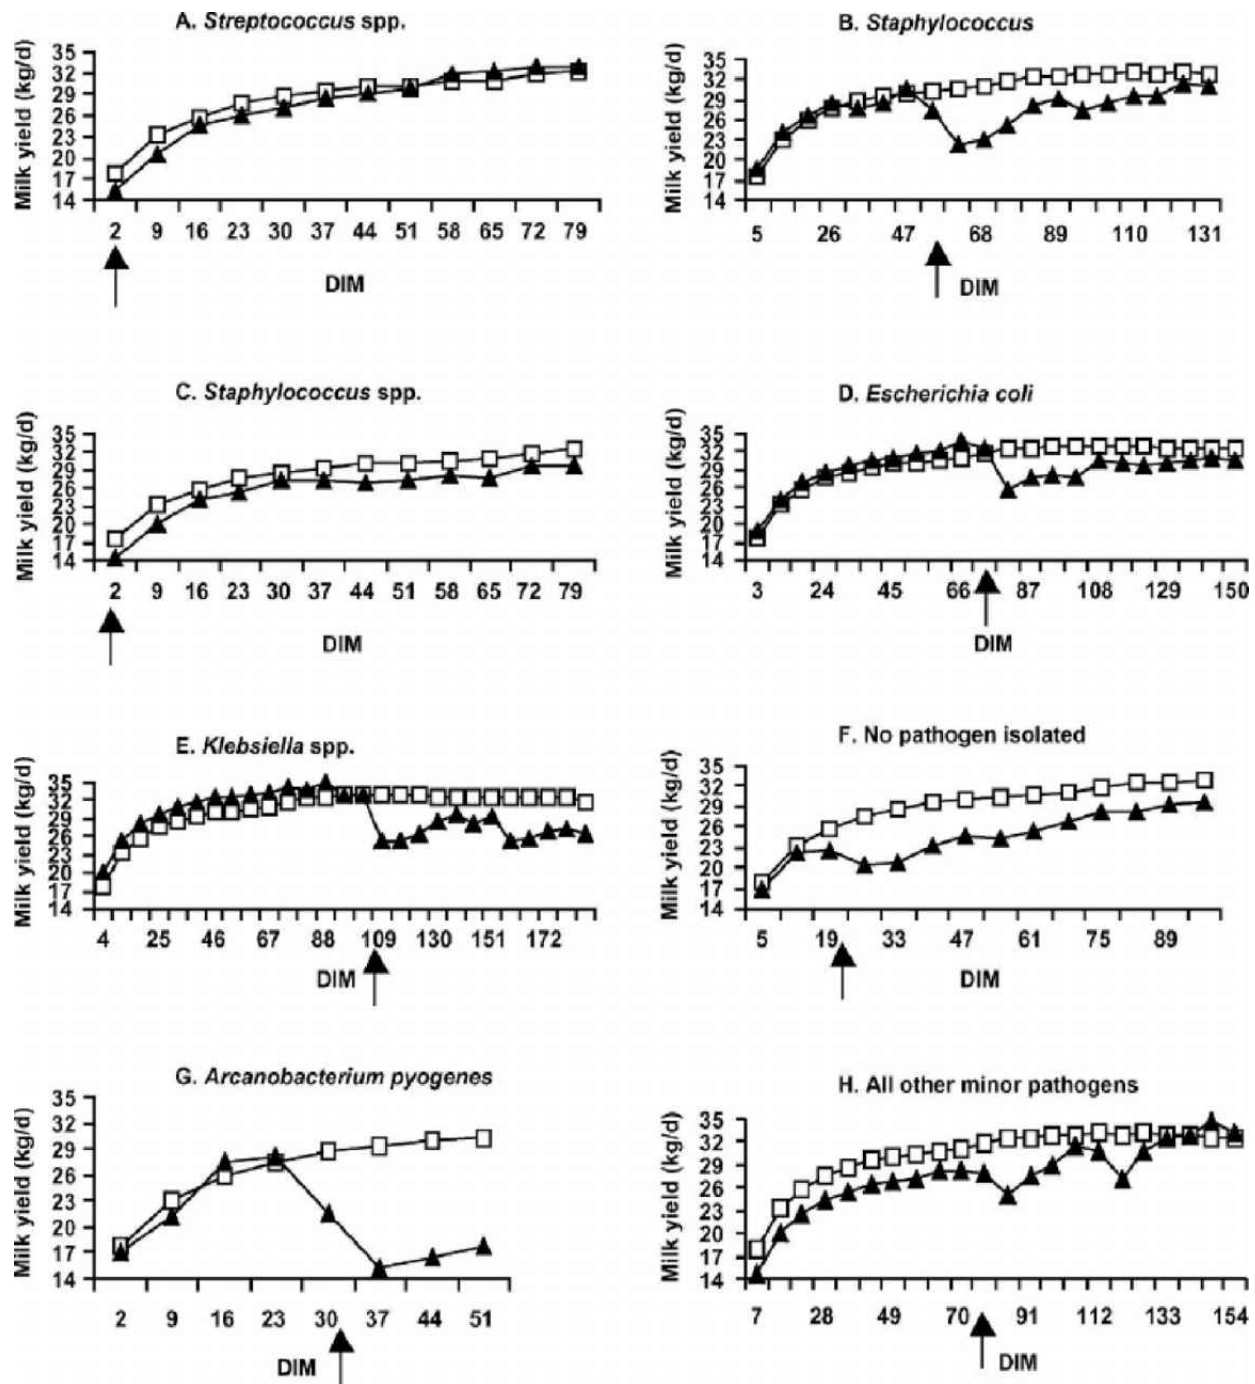 A. Streptococcus spp.
Milk yield (kg/d)
35
32
29
26
23
20
17
14
2 9 16 23 30 37 44 51 58 65 72 79
DIM
B. Staphylococcus
Milk yield (kg/d)
35
32
29
26
23
20
17
14
5 26 47 68 89 110 131
DIM
C. Staphylococcus spp.
Milk yield (kg/d)
35
32
29
26
23
20
17
14
2 9 16 23 30 37 44 51 58 65 72 79
DIM
D. Escherichia coli
Milk yield (kg/d)
35
32
29
26
23
20
17
14
3 24 45 66 87 108 129 150
DIM
E. Klebsiella spp.
Milk yield (kg/d)
35
32
29
26
23
20
17
14
4 25 46 67 88 109 130 151 172
DIM
F. No pathogen isolated
Milk yield (kg/d)
35
32
29
26
23
20
17
14
5 19 33 47 61 75 89
DIM
G. Arcanobacterium pyogenes
Milk yield (kg/d)
35
32
29
26
23
20
17
14
2 9 16 23 30 37 44 51
DIM
H. All other minor pathogens
Milk yield (kg/d)
35
32
29
26
23
20
17
14
7 28 49 70 91 112 133 154
DIM